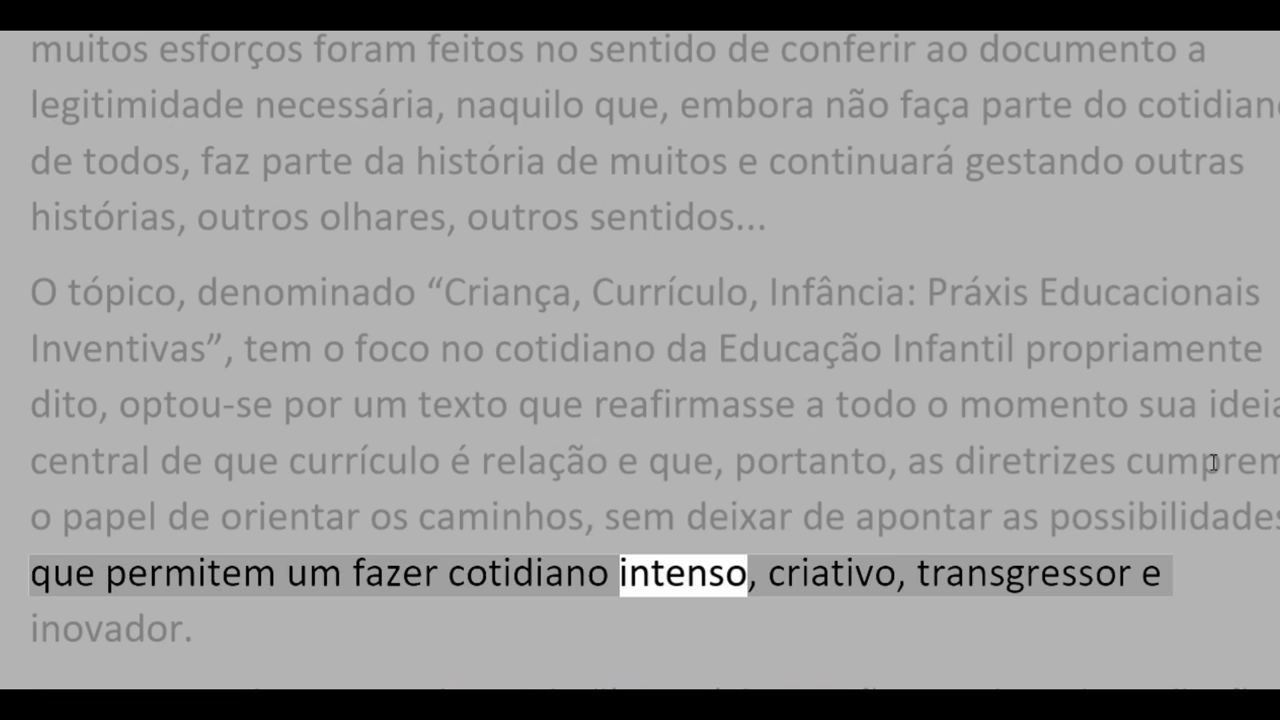 muitos esforços foram feitos no sentido de conferir ao documento a
legitimidade necessária, naquilo que, embora não faça parte do
de todos, faz parte da história de muitos e continuará gestando outras
histórias, outros olhares, outros sentidos...
O tópico, denominado “Criança, Currículo, Infância: Práxis Educacionais
Inventivas”, tem o foco no cotidiano da Educação Infantil propriamente
dito, optou-se por um texto que reafirmasse a todo o momento sua ideia
central de que currículo é relação e que, portanto, as diretrizes cumprem
o papel de orientar os caminhos, sem deixar de apontar as possibilidades
que permitem um fazer cotidiano intenso, criativo, transgressor e
inovador.